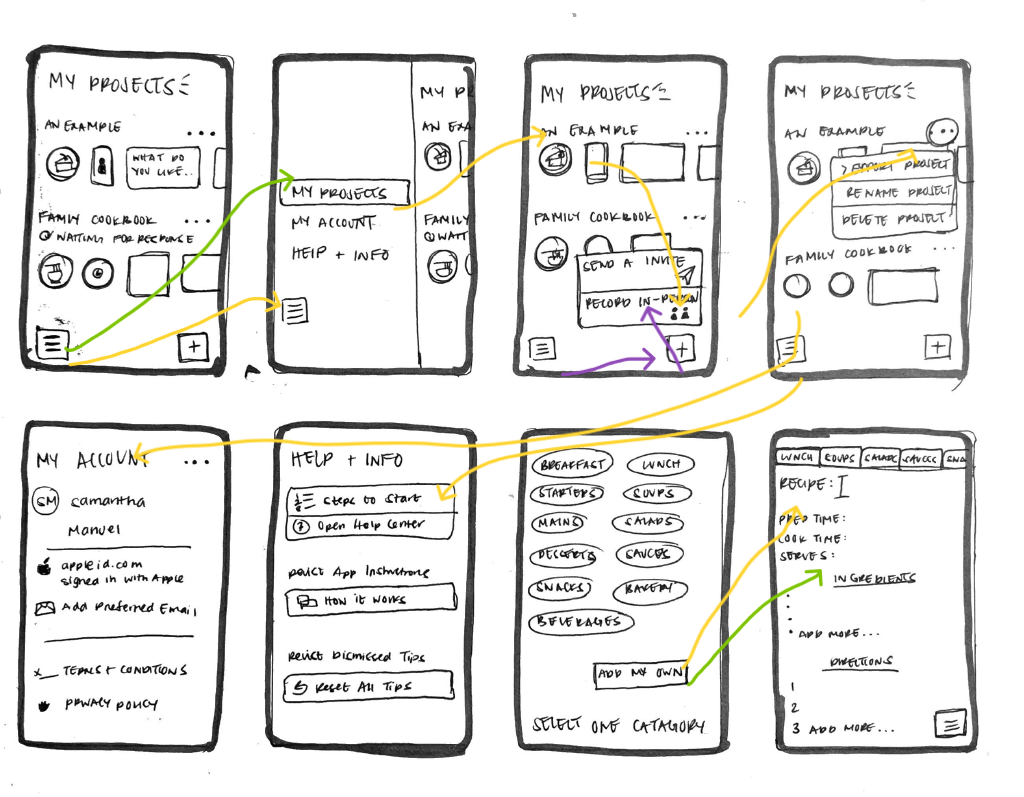 MY PROJECTS
AN EXAMPLE
...
WHAT DO
YOU LIKE...
FAMILY COOKBOOK ...
WAITING FOR RESPONSE
+
MY PR
AN EXA
MY PROJECTS
MY ACCOUNT
HELP + INFO
FAMILY
WAITT
MY PROJECTS
AN EXAMPLE ...
FAMILY COOKBOOK ...
SEND A INVITE
RECORD IN-PERSON
+
MY PROJECTS
AN EXAMPLE ...
> EXPORT PROJECT
RENAME PROJECT
DELETE PROJECT
FAMILY COOKBOOK ...
+
MY ACCOUNT ...
SM samantha
Manuel
appleid.com
signed in with Apple
Add Preferred Email
x_ TERMS + CONDITIONS
PRIVACY POLICY
HELP + INFO
Steps to Start
? Open Help Center
Revisit App Instructions
HOW IT WORKS
Revisit Dismissed Tips
Reset All Tips
BREAKFAST LUNCH
STARTERS SOUPS
MAINS SALADS
DESSERTS SAUCES
SNACKS BAKERY
BEVERAGES
ADD MY OWN
SELECT ONE CATAGORY
LUNCH SOUPS SALADS SAUCES SNA
RECIPE:
PREP TIME:
COOK TIME:
SERVES:
INGREDIENTS
• ADD MORE...
DIRECTIONS
1
2
3 ADD MORE...